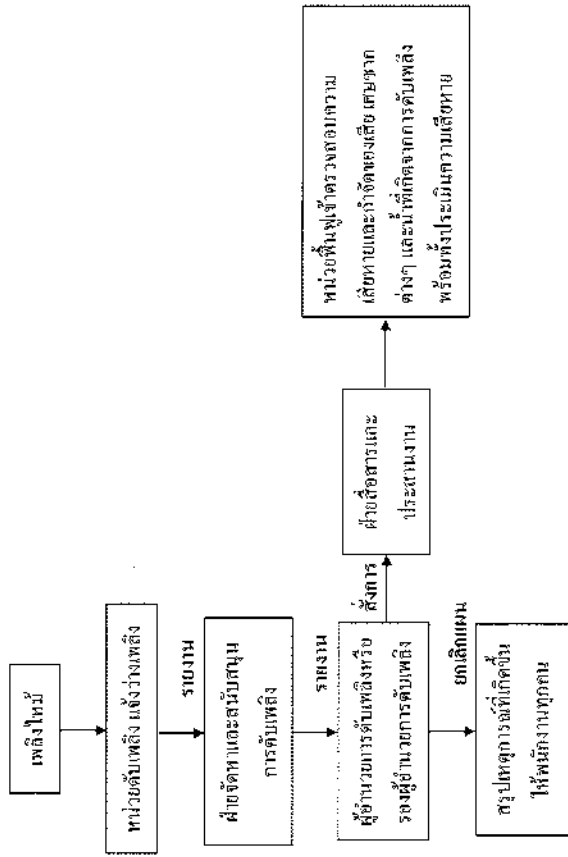 เพลิงไหม้
หน่วยดับเพลิง แจ้งว่าเพลิง
รายงาน
ฝ่ายจัดหาและสนับสนุน
การดับเพลิง
รายงาน
ผู้อำนวยการดับเพลิงหรือ
รองผู้อำนวยการดับเพลิง
สั่งการ
ฝ่ายสื่อสารและ
ประสานงาน
หน่วยฟื้นฟูเข้าตรวจสอบความ
เสียหายและกำจัดของเสีย เศษซาก
ต่างๆ และน้ำที่เกิดจากการดับเพลิง
พร้อมทั้งประเมินความเสียหาย
ยกเลิกแผน
สรุปเหตุการณ์ที่เกิดขึ้น
ให้พนักงานทุกคน